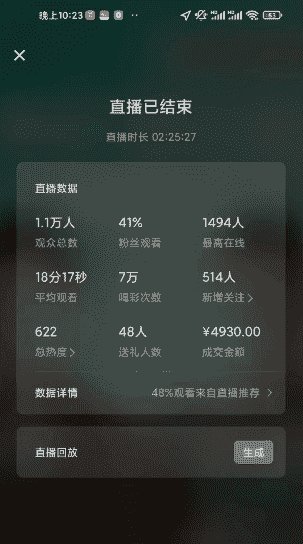 晚上10:23
63
直播已结束
直播时长 02:25:27
直播数据
1.1万人 41% 1494人
观众总数 粉丝观看 最高在线
18分17秒 7万 514人
平均观看 喝彩次数 新增关注
622 48人 ¥4930.00
总热度 送礼人数 成交金额
数据详情 48%观看来自直播推荐
直播回放 生成